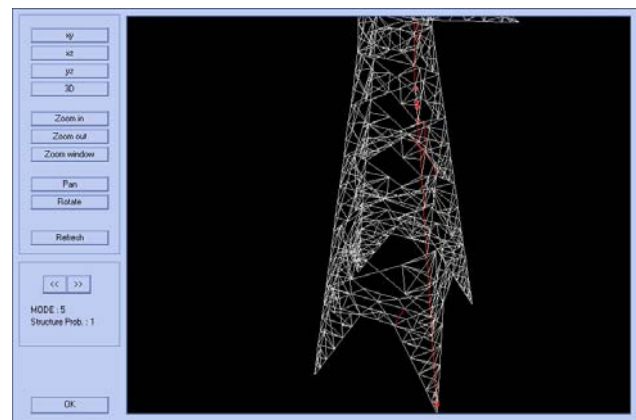 xy
xz
yz
3D
Zoom in
Zoom out
Zoom window
Pan
Rotate
Refresh
<< >>
MODE : 5
Structure Prob. : 1
OK